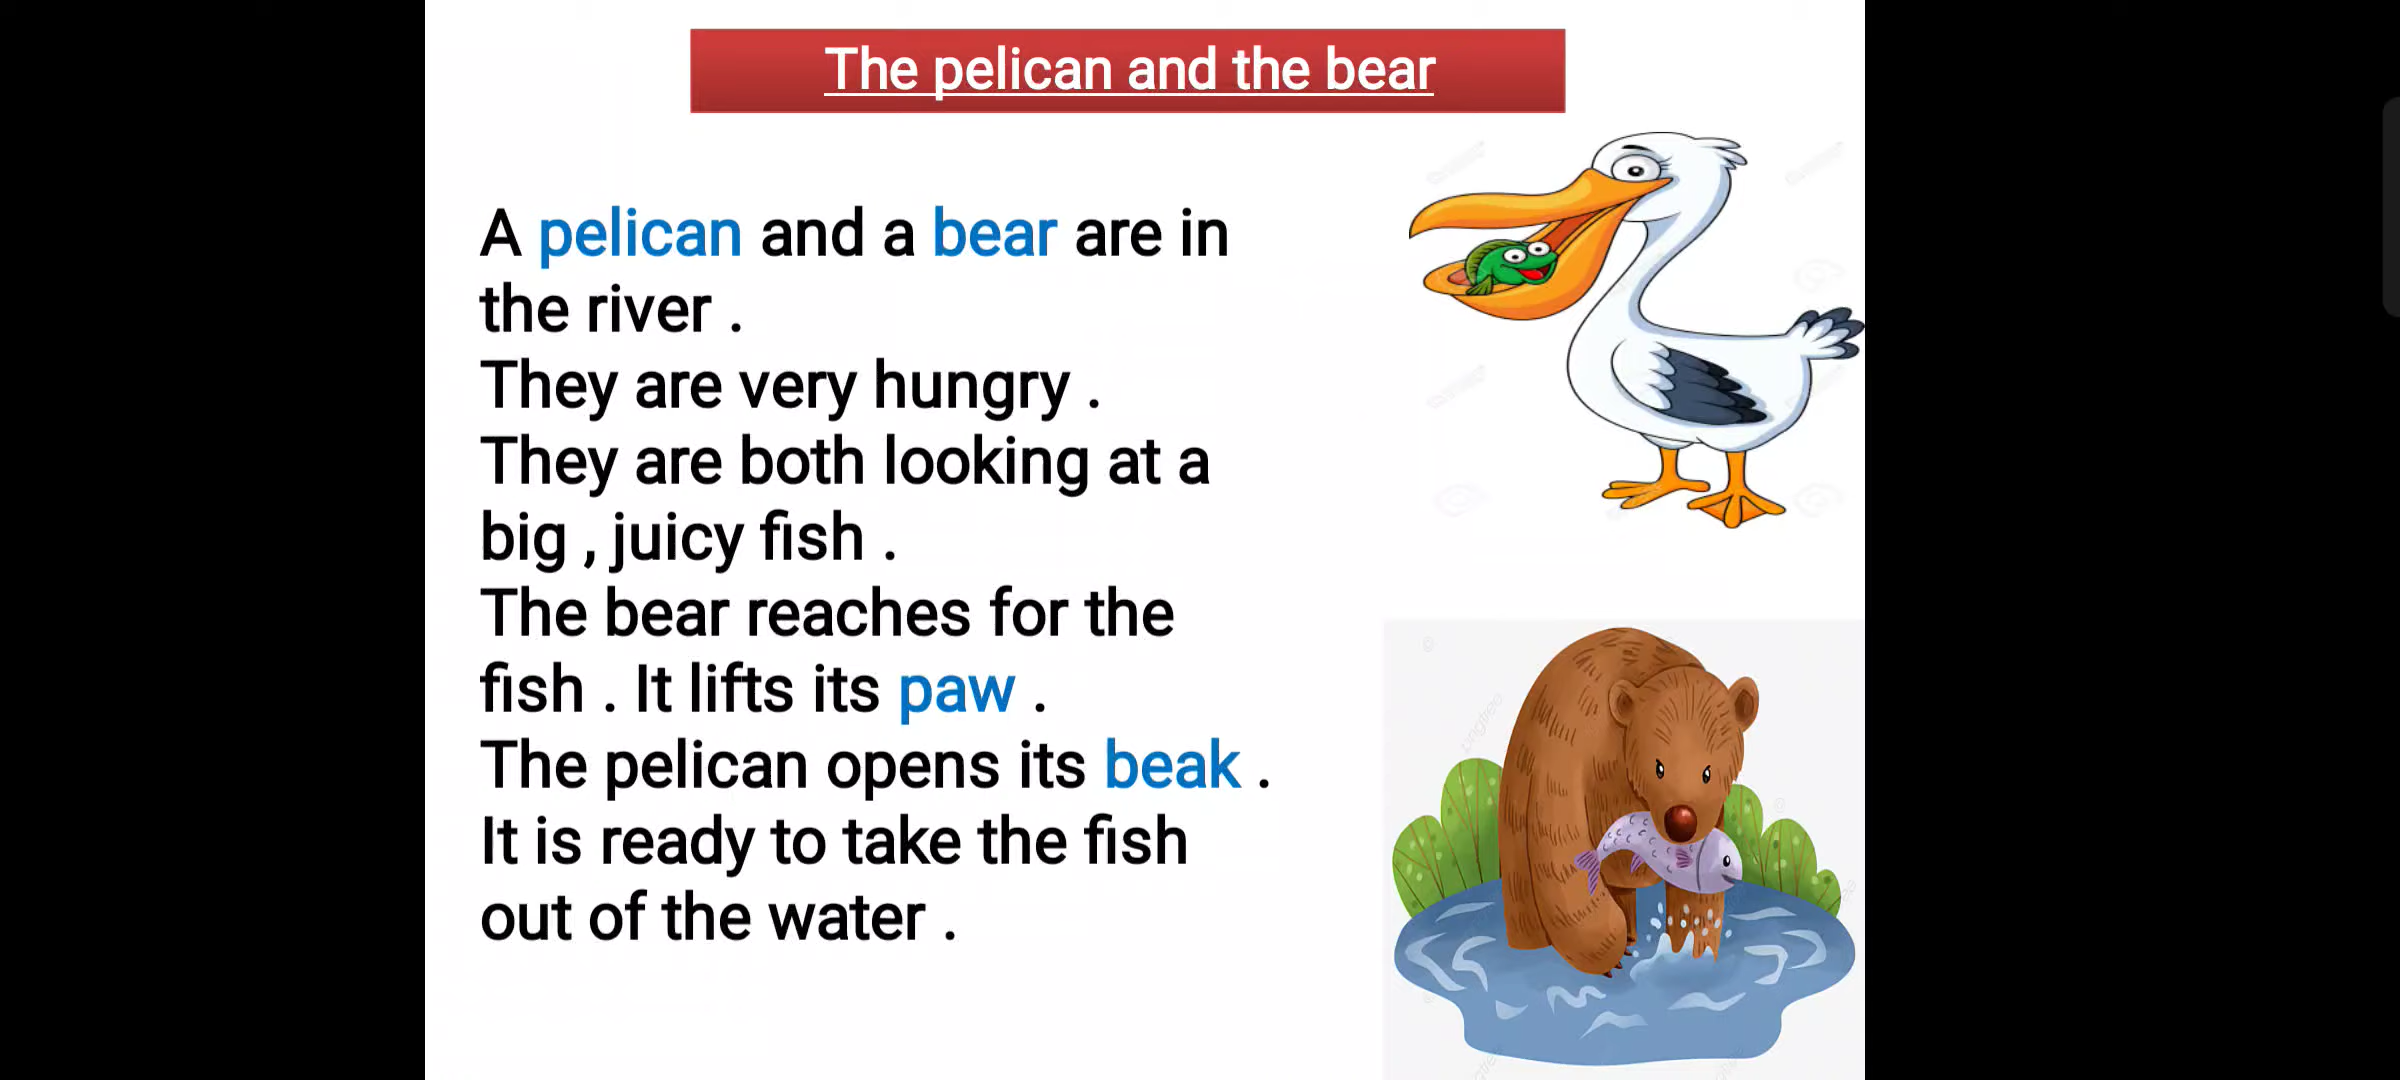 The pelican and the bear
A pelican and a bear are in
the river .
They are very hungry .
They are both looking at a
big , juicy fish .
The bear reaches for the
fish . It lifts its paw .
The pelican opens its beak .
It is ready to take the fish
out of the water .